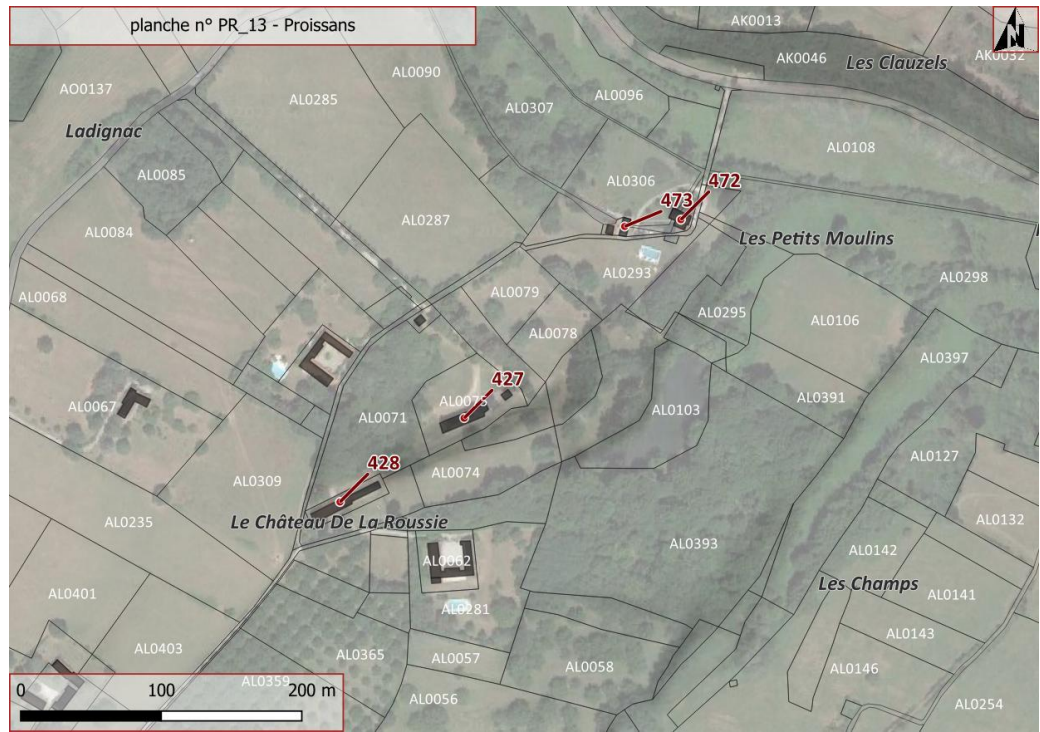 planche n° PR_13 - Proissans
N
AK0013
AK0046
Les Clauzels
AK0032
AO0137
AL0090
AL0285
AL0307
AL0096
Ladignac
AL0108
AL0085
AL0306
472
473
AL0287
AL0084
Les Petits Moulins
AL0293
AL0298
AL0068
AL0079
AL0295
AL0106
AL0078
AL0397
427
AL0067
AL0075
AL0071
AL0103
AL0391
428
AL0074
AL0127
AL0309
AL0235
Le Château De La Roussie
AL0132
AL0393
AL0142
AL0062
Les Champs
AL0401
AL0141
AL0281
AL0143
AL0403
AL0365
AL0057
AL0058
AL0146
AL0359
AL0056
AL0254
0 100 200 m